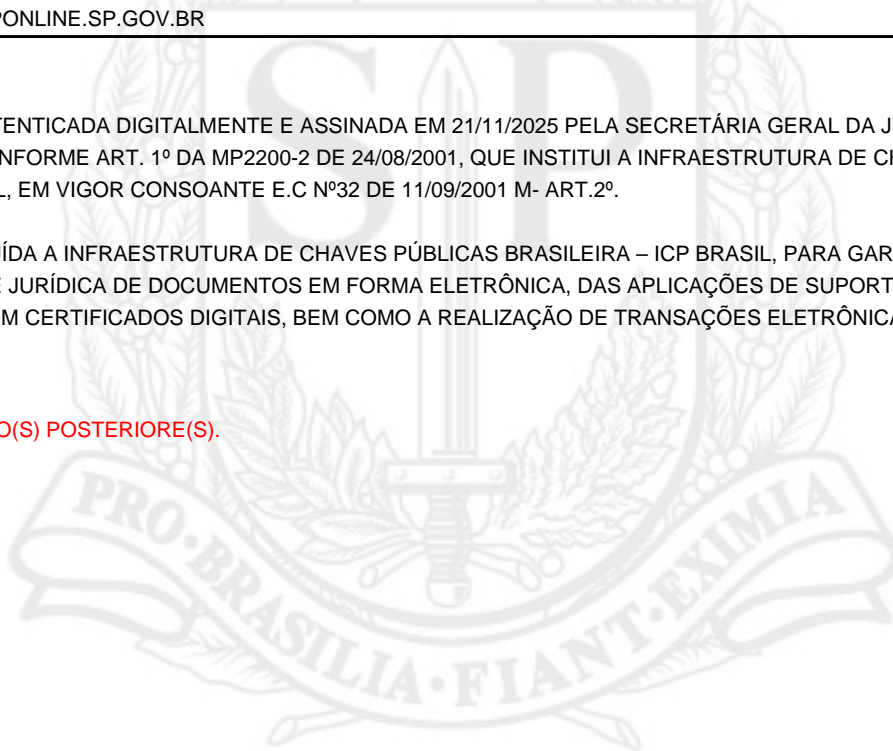 PONLINE.SP.GOV.BR
TENTICADA DIGITALMENTE E ASSINADA EM 21/11/2025 PELA SECRETÁRIA GERAL DA J
NFORME ART. 1º DA MP2200-2 DE 24/08/2001, QUE INSTITUI A INFRAESTRUTURA DE CH
L, EM VIGOR CONSOANTE E.C Nº32 DE 11/09/2001 M- ART.2º.
UÍDA A INFRAESTRUTURA DE CHAVES PÚBLICAS BRASILEIRA – ICP BRASIL, PARA GAR
E JURÍDICA DE DOCUMENTOS EM FORMA ELETRÔNICA, DAS APLICAÇÕES DE SUPORT
EM CERTIFICADOS DIGITAIS, BEM COMO A REALIZAÇÃO DE TRANSAÇÕES ELETRÔNICA
O(S) POSTERIORE(S).
SP
PRO·BRASILIA·FIANT·EXIMIA